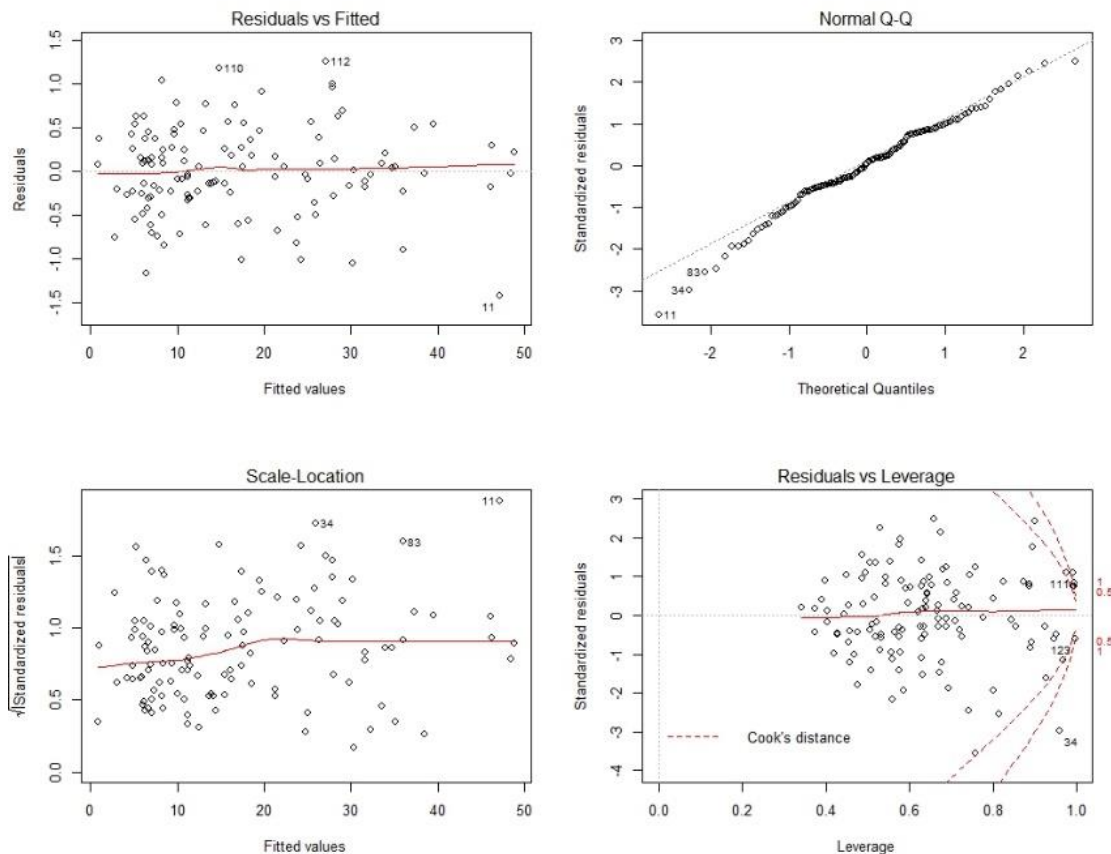 Residuals vs Fitted
Residuals
1.5
1.0
0.5
0.0
-0.5
-1.0
-1.5
110
112
11
0 10 20 30 40 50
Fitted values
Normal Q-Q
Standardized residuals
3
2
1
0
-1
-2
-3
83
34
11
-2 -1 0 1 2
Theoretical Quantiles
Scale-Location
√|Standardized residuals|
1.5
1.0
0.5
0.0
11
34
83
0 10 20 30 40 50
Fitted values
Residuals vs Leverage
Standardized residuals
3
2
1
0
-1
-2
-3
-4
111
1
0.5
0.5
1
123
34
Cook's distance
0.0 0.2 0.4 0.6 0.8 1.0
Leverage